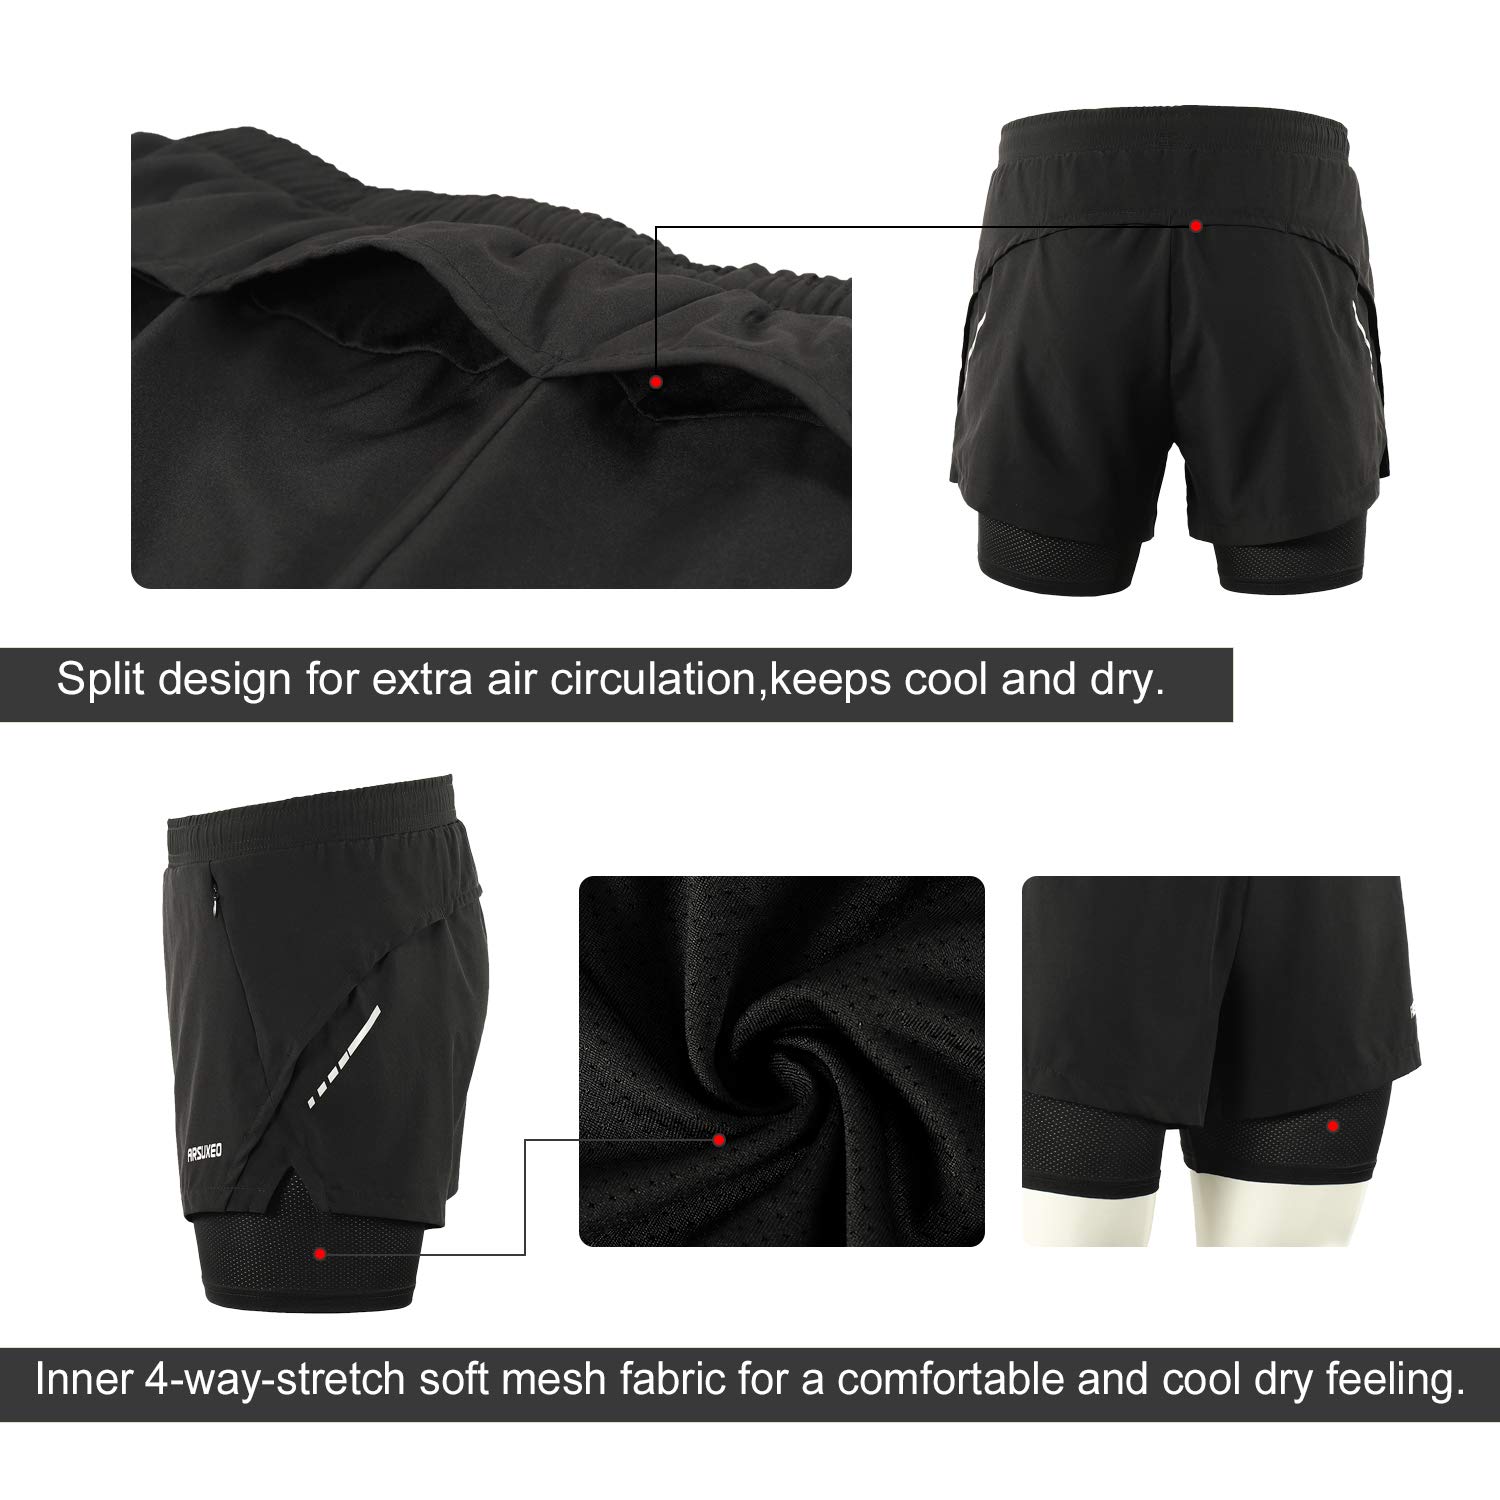 Split design for extra air circulation,keeps cool and dry.
AIRSUXEO
Inner 4-way-stretch soft mesh fabric for a comfortable and cool dry feeling.